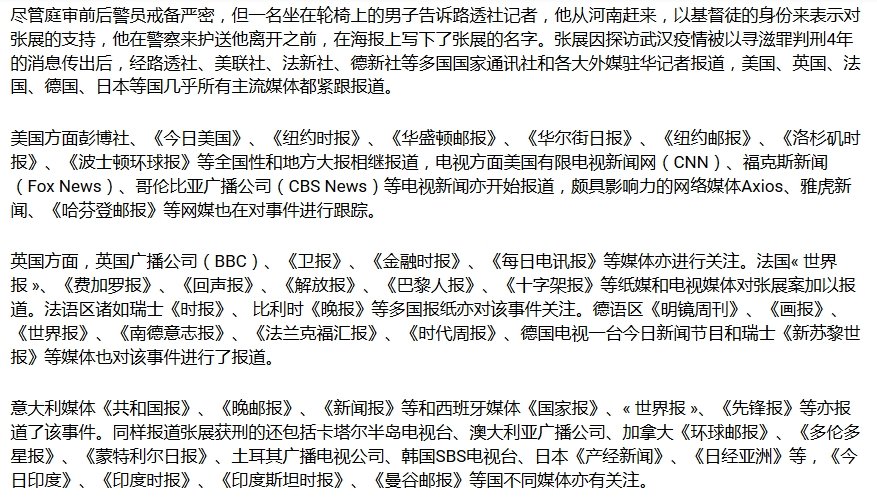 尽管庭审前后警员戒备严密，但一名坐在轮椅上的男子告诉路透社记者，他从河南赶来，以基督徒的身份来表示对
张展的支持，他在警察来护送他离开之前，在海报上写下了张展的名字。张展因探访武汉疫情被以寻滋罪判刑4年
的消息传出后，经路透社、美联社、法新社、德新社等多国国家通讯社和各大外媒驻华记者报道，美国、英国、法
国、德国、日本等国几乎所有主流媒体都紧跟报道。
美国方面彭博社、《今日美国》、《纽约时报》、《华盛顿邮报》、《华尔街日报》、《纽约邮报》、《洛杉矶时
报》、《波士顿环球报》等全国性和地方大报相继报道，电视方面美国有限电视新闻网（CNN）、福克斯新闻
（Fox News）、哥伦比亚广播公司（CBS News）等电视新闻亦开始报道，颇具影响力的网络媒体Axios、雅虎新
闻、《哈芬登邮报》等网媒也在对事件进行跟踪。
英国方面，英国广播公司（BBC）、《卫报》、《金融时报》、《每日电讯报》等媒体亦进行关注。法国« 世界
报 »、《费加罗报》、《回声报》、《解放报》、《巴黎人报》、《十字架报》等纸媒和电视媒体对张展案加以报
道。法语区诸如瑞士《时报》、 比利时《晚报》等多国报纸亦对该事件关注。德语区《明镜周刊》、《画报》、
《世界报》、《南德意志报》、《法兰克福汇报》、《时代周报》、德国电视一台今日新闻节目和瑞士《新苏黎世
报》等媒体也对该事件进行了报道。
意大利媒体《共和国报》、《晚邮报》、《新闻报》等和西班牙媒体《国家报》、« 世界报 »、《先锋报》等亦报
道了该事件。同样报道张展获刑的还包括卡塔尔半岛电视台、澳大利亚广播公司、加拿大《环球邮报》、《多伦多
星报》、《蒙特利尔日报》、土耳其广播电视公司、韩国SBS电视台、日本《产经新闻》、《日经亚洲》等，《今
日印度》、《印度时报》、《印度斯坦时报》、《曼谷邮报》等国不同媒体亦有关注。